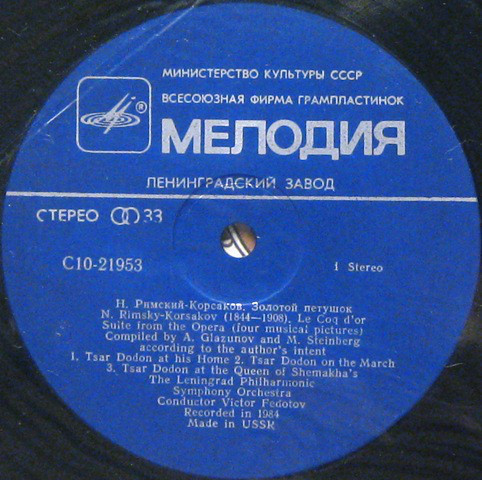 МИНИСТЕРСТВО КУЛЬТУРЫ СССР
ВСЕСОЮЗНАЯ ФИРМА ГРАМПЛАСТИНОК
®
МЕЛОДИЯ
ЛЕНИНГРАДСКИЙ ЗАВОД
СТЕРЕО 33
С10-21953
1 Stereo
Н. Римский-Корсаков. Золотой петушок
N. Rimsky-Korsakov (1844—1908). Le Coq d'or
Suite from the Opera (four musical pictures)
Compiled by A. Glazunov and M. Steinberg
according to the author's intent
1. Tsar Dodon at his Home 2. Tsar Dodon on the March
3. Tsar Dodon at the Queen of Shemakha's
The Leningrad Philharmonic
Symphony Orchestra
Conductor Victor Fedotov
Recorded in 1984
Made in USSR